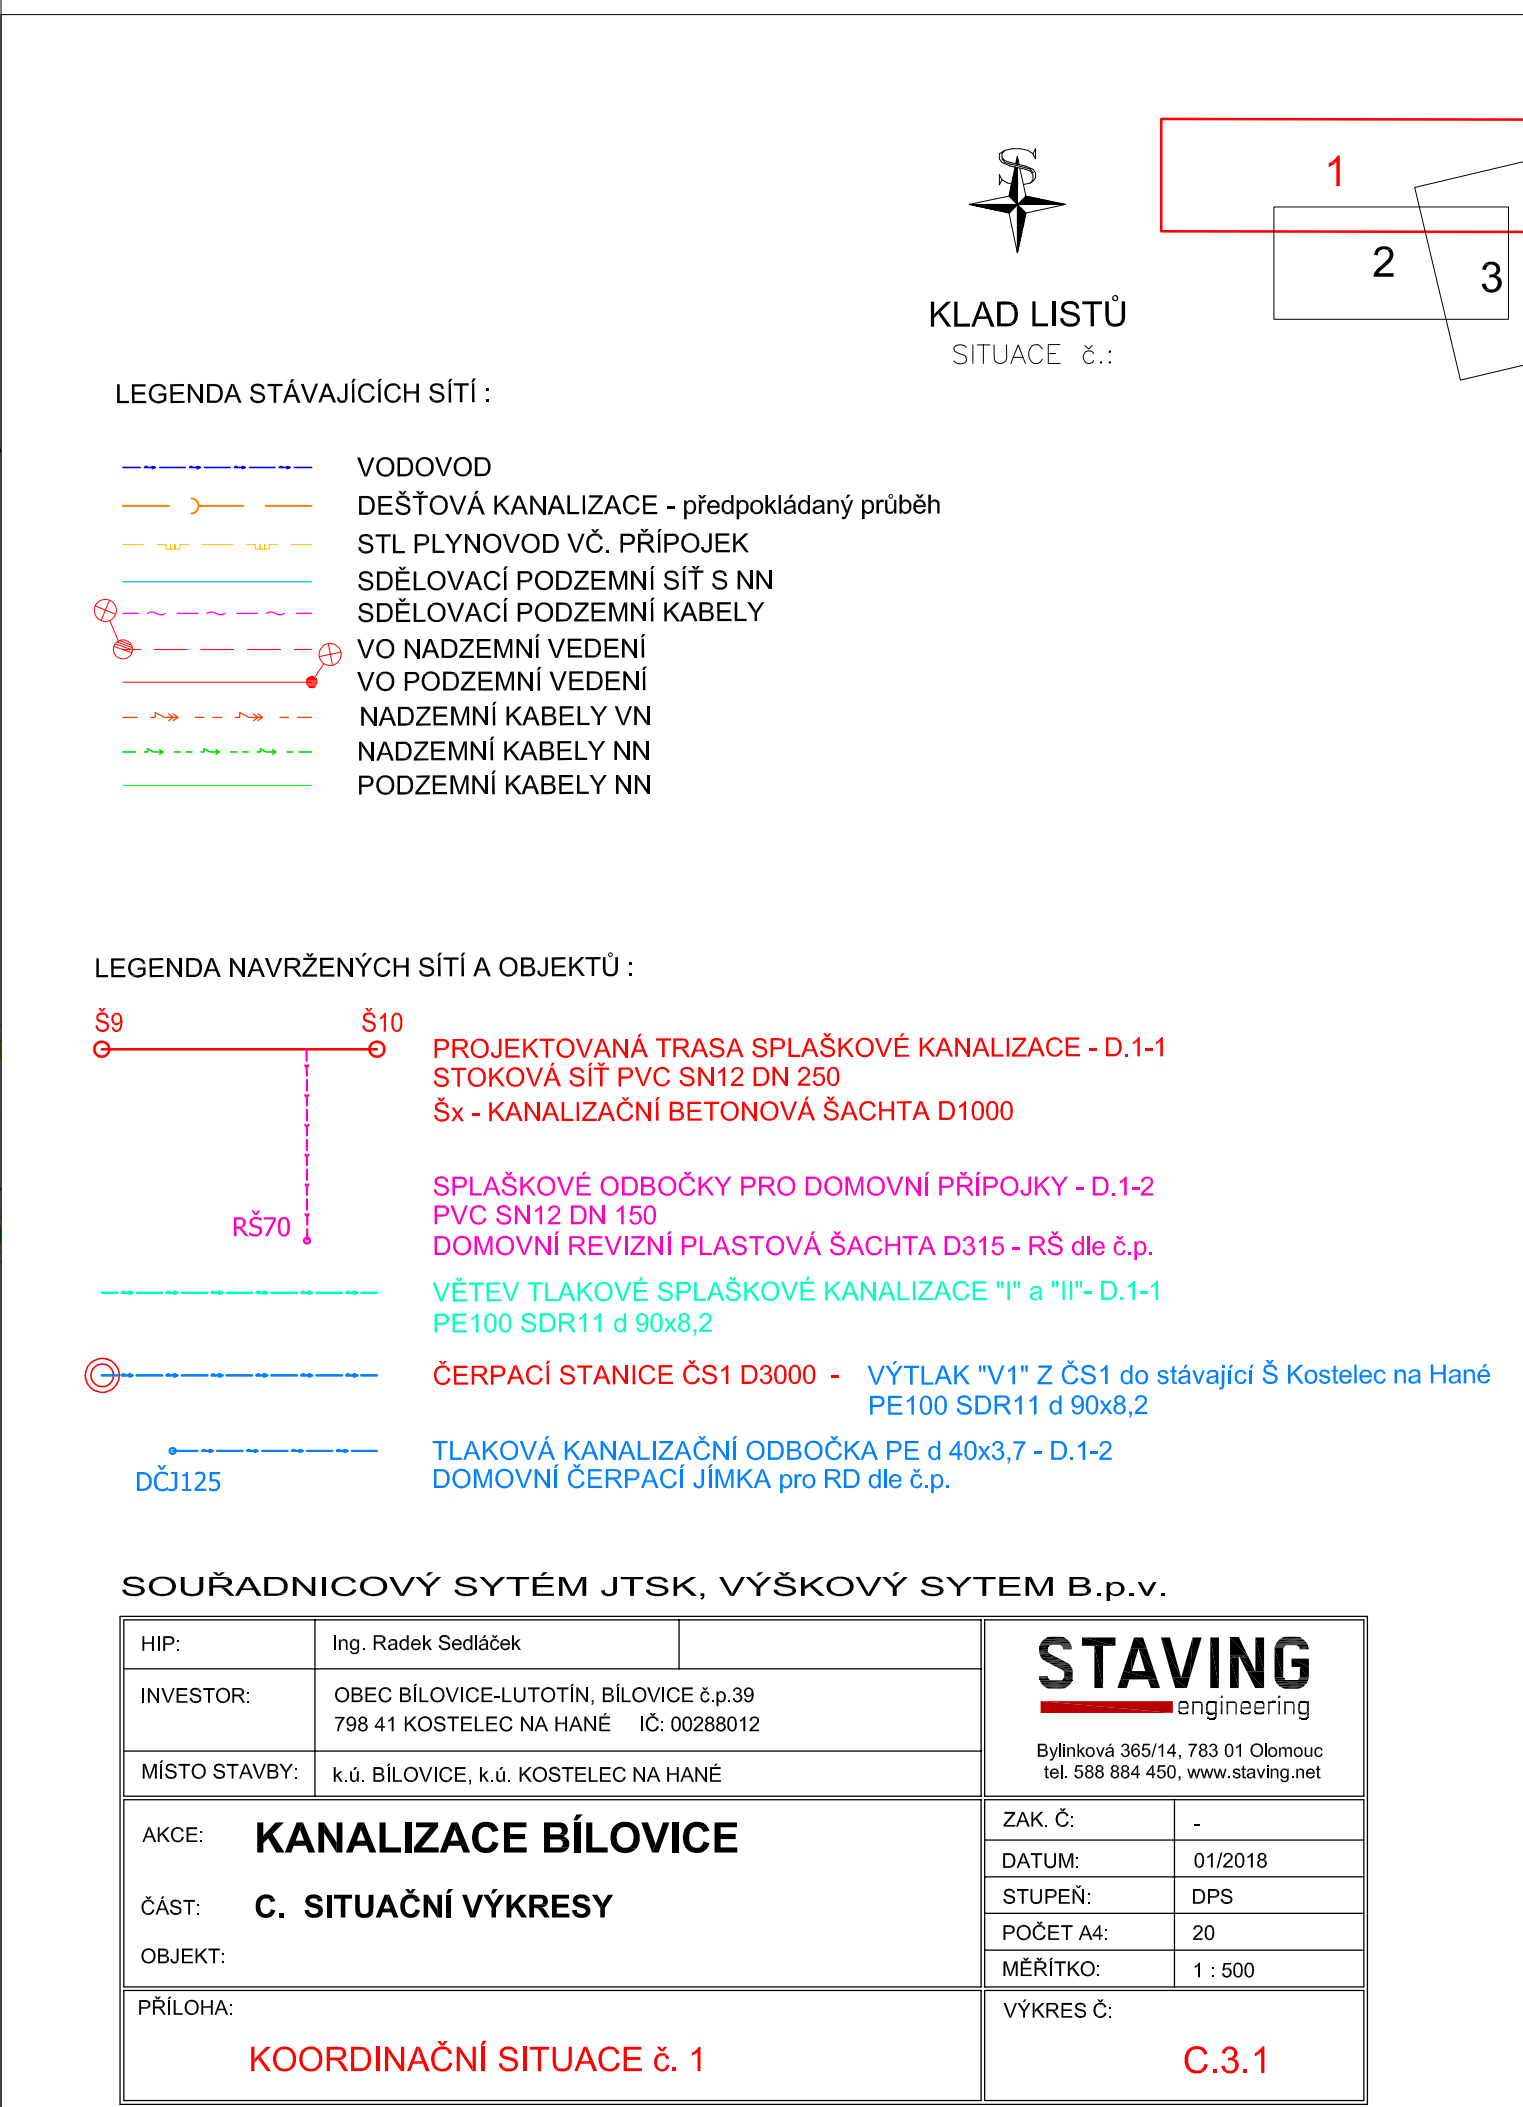 S
1
2
3
KLAD LISTŮ
SITUACE č.:
LEGENDA STÁVAJÍCÍCH SÍTÍ :
VODOVOD
DEŠŤOVÁ KANALIZACE - předpokládaný průběh
STL PLYNOVOD VČ. PŘÍPOJEK
SDĚLOVACÍ PODZEMNÍ SÍŤ S NN
SDĚLOVACÍ PODZEMNÍ KABELY
VO NADZEMNÍ VEDENÍ
VO PODZEMNÍ VEDENÍ
NADZEMNÍ KABELY VN
NADZEMNÍ KABELY NN
PODZEMNÍ KABELY NN
LEGENDA NAVRŽENÝCH SÍTÍ A OBJEKTŮ :
Š9 Š10
PROJEKTOVANÁ TRASA SPLAŠKOVÉ KANALIZACE - D.1-1
STOKOVÁ SÍŤ PVC SN12 DN 250
Šx - KANALIZAČNÍ BETONOVÁ ŠACHTA D1000
SPLAŠKOVÉ ODBOČKY PRO DOMOVNÍ PŘÍPOJKY - D.1-2
PVC SN12 DN 150
RŠ70
DOMOVNÍ REVIZNÍ PLASTOVÁ ŠACHTA D315 - RŠ dle č.p.
VĚTEV TLAKOVÉ SPLAŠKOVÉ KANALIZACE "I" a "II"- D.1-1
PE100 SDR11 d 90x8,2
ČERPACÍ STANICE ČS1 D3000 - VÝTLAK "V1" Z ČS1 do stávající Š Kostelec na Hané
PE100 SDR11 d 90x8,2
TLAKOVÁ KANALIZAČNÍ ODBOČKA PE d 40x3,7 - D.1-2
DČJ125
DOMOVNÍ ČERPACÍ JÍMKA pro RD dle č.p.
SOUŘADNICOVÝ SYTÉM JTSK, VÝŠKOVÝ SYTEM B.p.v.
HIP: Ing. Radek Sedláček
INVESTOR: OBEC BÍLOVICE-LUTOTÍN, BÍLOVICE č.p.39
798 41 KOSTELEC NA HANÉ IČ: 00288012
MÍSTO STAVBY: k.ú. BÍLOVICE, k.ú. KOSTELEC NA HANÉ
STAVING
engineering
Bylinková 365/14, 783 01 Olomouc
tel. 588 884 450, www.staving.net
AKCE: KANALIZACE BÍLOVICE
ČÁST: C. SITUAČNÍ VÝKRESY
OBJEKT:
ZAK. Č: -
DATUM: 01/2018
STUPEŇ: DPS
POČET A4: 20
MĚŘÍTKO: 1 : 500
PŘÍLOHA:
KOORDINAČNÍ SITUACE č. 1
VÝKRES Č:
C.3.1